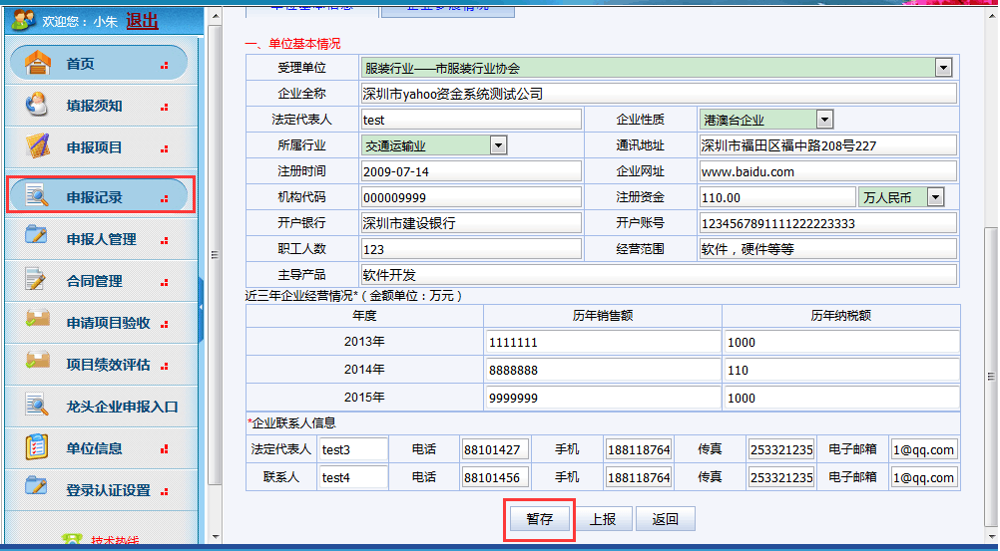 欢迎您： 小朱 退出
首页
填报须知
申报项目
申报记录
申报人管理
合同管理
申请项目验收
项目绩效评估
龙头企业申报入口
单位信息
登录认证设置
技术热线
单位基本信息 企业参展情况
一、单位基本情况
受理单位 服装行业——市服装行业协会
企业全称 深圳市yahoo资金系统测试公司
法定代表人 test 企业性质 港澳台企业
所属行业 交通运输业 通讯地址 深圳市福田区福中路208号227
注册时间 2009-07-14 企业网址 www.baidu.com
机构代码 000009999 注册资金 110.00 万人民币
开户银行 深圳市建设银行 开户账号 1234567891111222223333
职工人数 123 经营范围 软件，硬件等等
主导产品 软件开发
近三年企业经营情况*（金额单位：万元）
年度 历年销售额 历年纳税额
2013年 1111111 1000
2014年 8888888 110
2015年 9999999 1000
*企业联系人信息
法定代表人 test3 电话 88101427 手机 188118764 传真 253321235 电子邮箱 1@qq.com
联系人 test4 电话 88101456 手机 188118764 传真 253321235 电子邮箱 1@qq.com
暂存 上报 返回